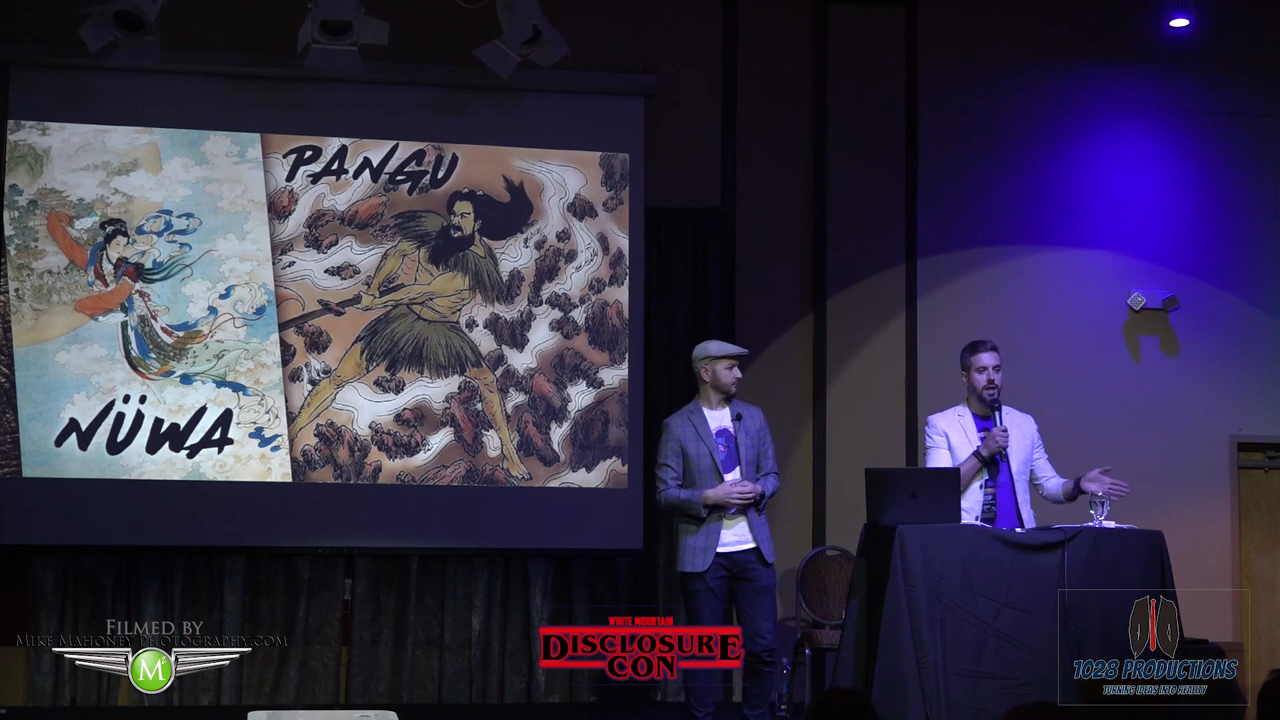 PANGU
NÜWA
FILMED BY
MIKE MAHONEY PHOTOGRAPHY.COM
M
WHITE MOUNTAIN
DISCLOSURE
CON
1028 PRODUCTIONS
TURNING IDEAS INTO REALITY